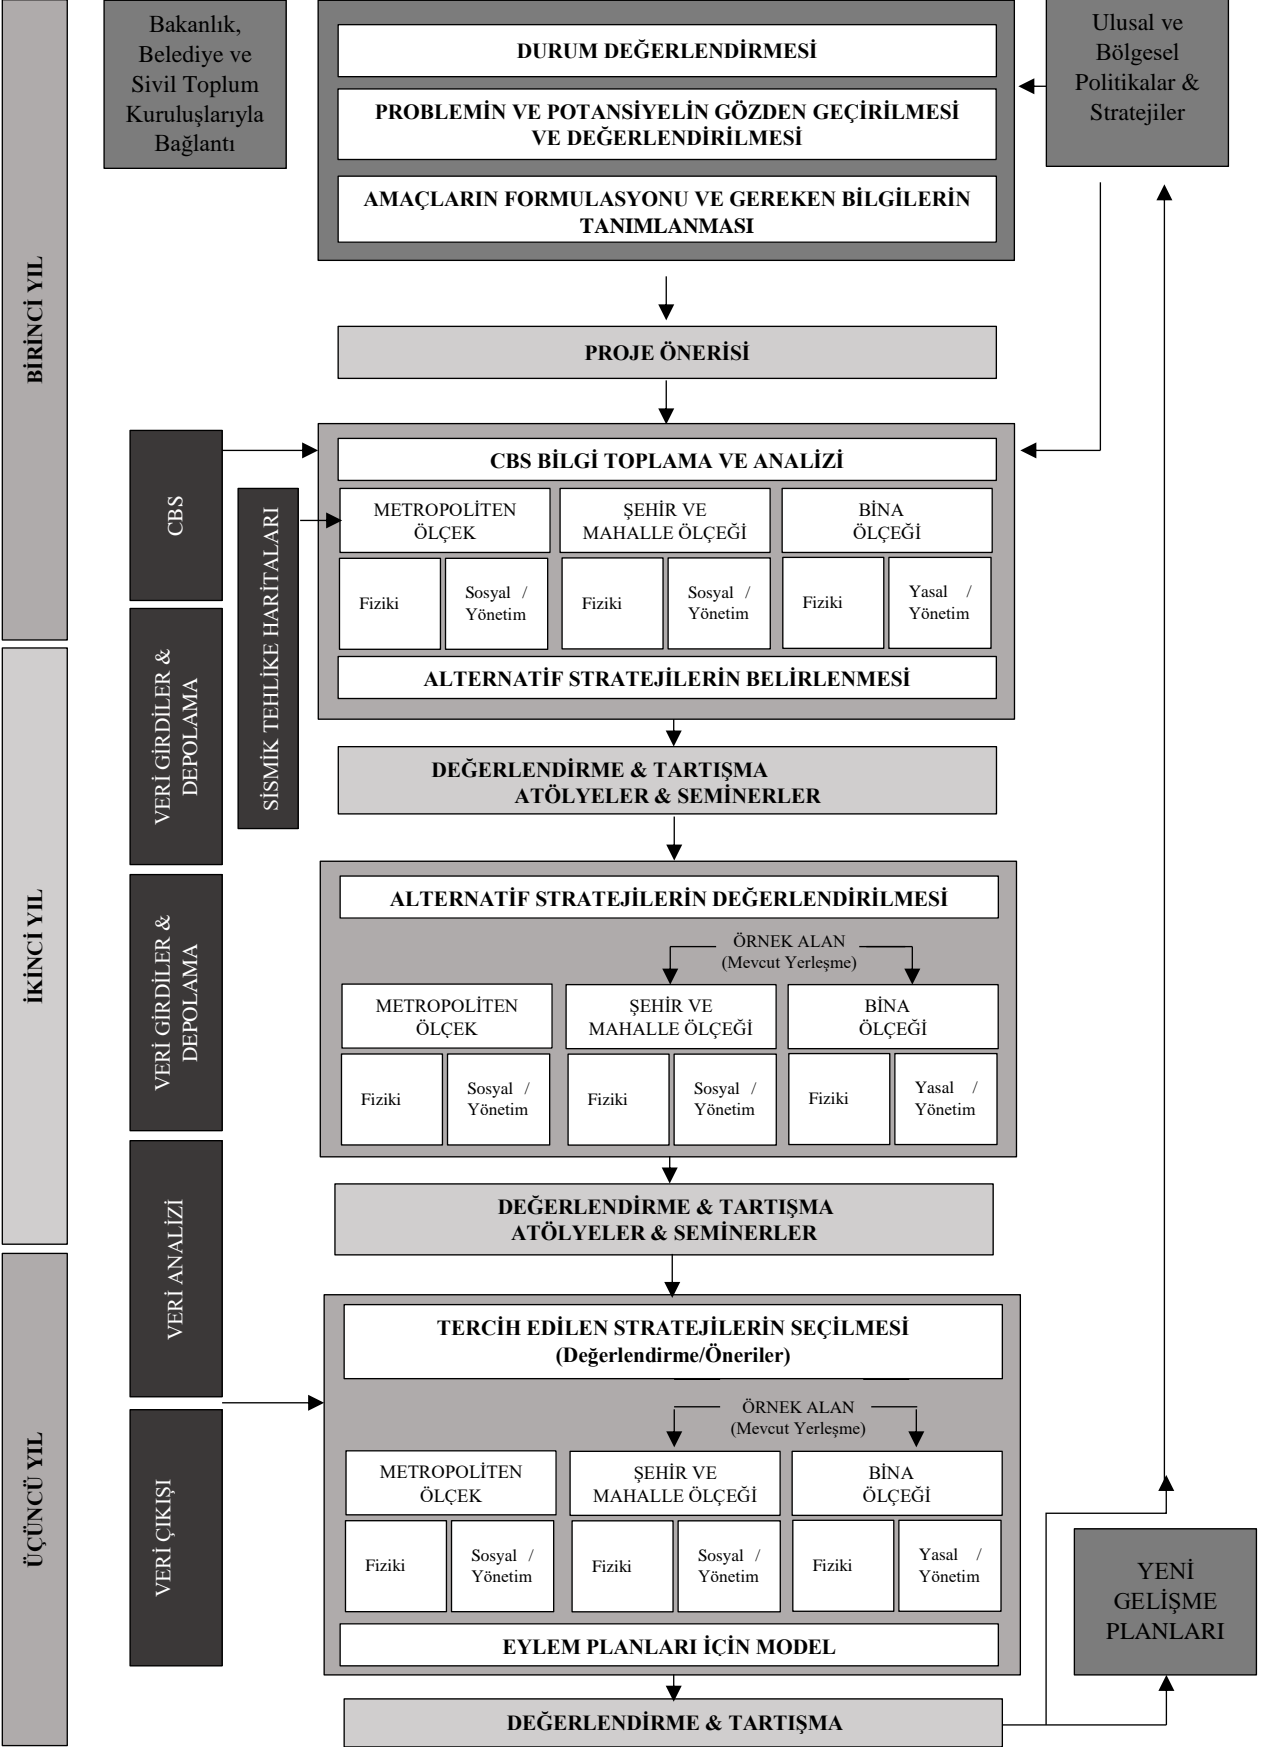 Bakanlık,
Belediye ve
Sivil Toplum
Kuruluşlarıyla
Bağlantı
DURUM DEĞERLENDİRMESİ
PROBLEMİN VE POTANSİYELİN GÖZDEN GEÇİRİLMESİ
VE DEĞERLENDİRİLMESİ
AMAÇLARIN FORMULASYONU VE GEREKEN BİLGİLERİN
TANIMLANMASI
Ulusal ve
Bölgesel
Politikalar &
Stratejiler
BİRİNCİ YIL
PROJE ÖNERİSİ
CBS
SİSMİK TEHLİKE HARİTALARI
CBS BİLGİ TOPLAMA VE ANALİZİ
METROPOLİTEN
ÖLÇEK
ŞEHİR VE
MAHALLE ÖLÇEĞİ
BİNA
ÖLÇEĞİ
Fiziki
Sosyal /
Yönetim
Fiziki
Sosyal /
Yönetim
Fiziki
Yasal /
Yönetim
ALTERNATİF STRATEJİLERİN BELİRLENMESİ
VERİ GİRDİLER &
DEPOLAMA
DEĞERLENDİRME & TARTIŞMA
ATÖLYELER & SEMİNERLER
İKİNCİ YIL
VERİ GİRDİLER &
DEPOLAMA
ALTERNATİF STRATEJİLERİN DEĞERLENDİRİLMESİ
ÖRNEK ALAN
(Mevcut Yerleşme)
METROPOLİTEN
ÖLÇEK
ŞEHİR VE
MAHALLE ÖLÇEĞİ
BİNA
ÖLÇEĞİ
Fiziki
Sosyal /
Yönetim
Fiziki
Sosyal /
Yönetim
Fiziki
Yasal /
Yönetim
VERİ ANALİZİ
DEĞERLENDİRME & TARTIŞMA
ATÖLYELER & SEMİNERLER
ÜÇÜNCÜ YIL
VERİ ÇIKIŞI
TERCİH EDİLEN STRATEJİLERİN SEÇİLMESİ
(Değerlendirme/Öneriler)
ÖRNEK ALAN
(Mevcut Yerleşme)
METROPOLİTEN
ÖLÇEK
ŞEHİR VE
MAHALLE ÖLÇEĞİ
BİNA
ÖLÇEĞİ
Fiziki
Sosyal /
Yönetim
Fiziki
Sosyal /
Yönetim
Fiziki
Yasal /
Yönetim
EYLEM PLANLARI İÇİN MODEL
YENİ
GELİŞME
PLANLARI
DEĞERLENDİRME & TARTIŞMA